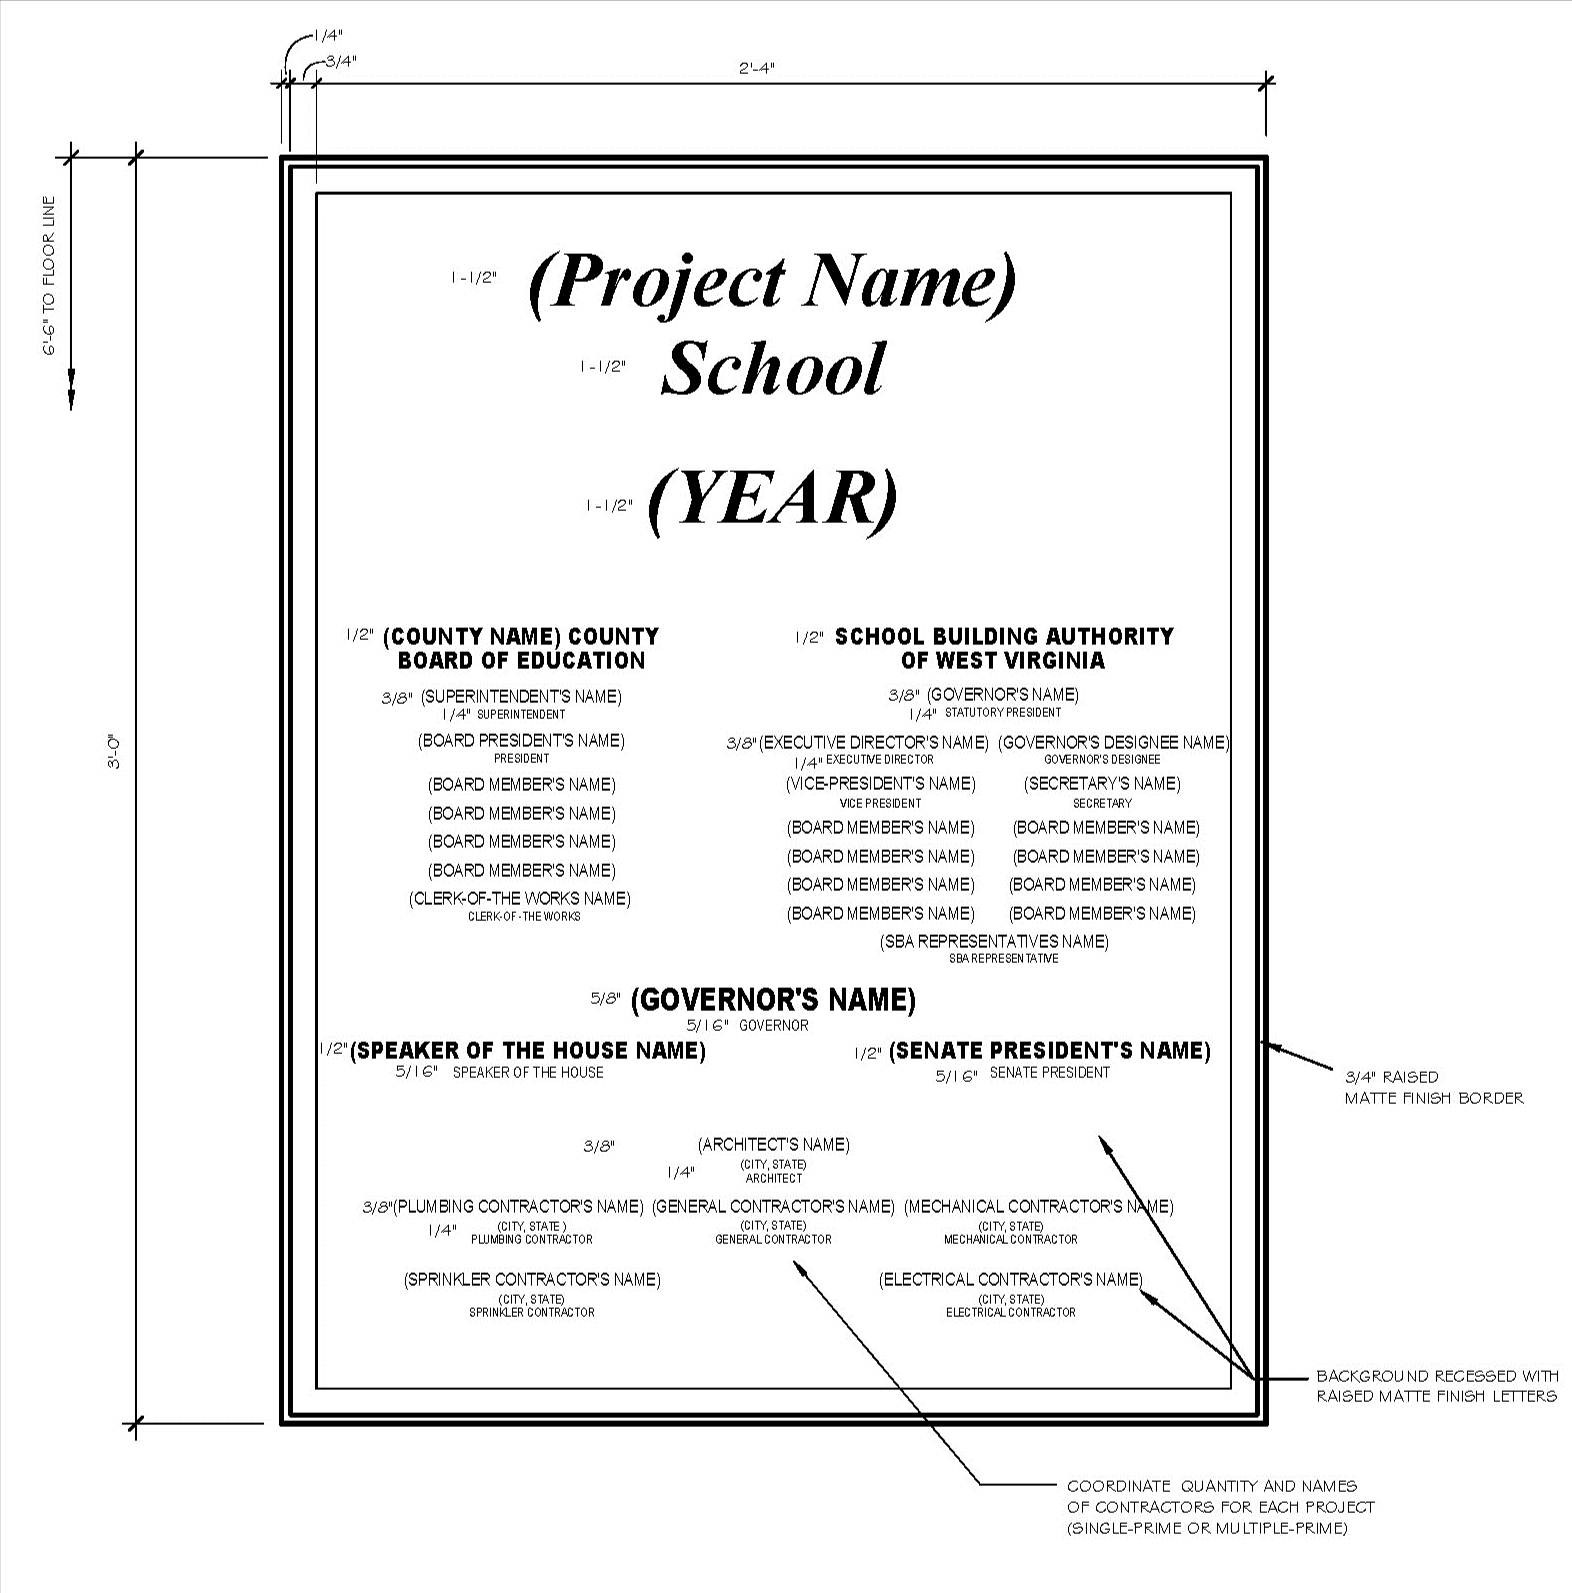 1/4"
3/4"
2'-4"
6'-6" TO FLOOR LINE
3'-0"
1-1/2" (Project Name)
1-1/2" School
1-1/2" (YEAR)
1/2" (COUNTY NAME) COUNTY
BOARD OF EDUCATION
3/8" (SUPERINTENDENT'S NAME)
1/4" SUPERINTENDENT
(BOARD PRESIDENT'S NAME)
PRESIDENT
(BOARD MEMBER'S NAME)
(BOARD MEMBER'S NAME)
(BOARD MEMBER'S NAME)
(BOARD MEMBER'S NAME)
(CLERK-OF-THE WORKS NAME)
CLERK-OF-THE WORKS
1/2" SCHOOL BUILDING AUTHORITY
OF WEST VIRGINIA
3/8" (GOVERNOR'S NAME)
1/4" STATUTORY PRESIDENT
3/8" (EXECUTIVE DIRECTOR'S NAME) (GOVERNOR'S DESIGNEE NAME)
1/4" EXECUTIVE DIRECTOR GOVERNOR'S DESIGNEE
(VICE-PRESIDENT'S NAME) (SECRETARY'S NAME)
VICE PRESIDENT SECRETARY
(BOARD MEMBER'S NAME) (BOARD MEMBER'S NAME)
(BOARD MEMBER'S NAME) (BOARD MEMBER'S NAME)
(BOARD MEMBER'S NAME) (BOARD MEMBER'S NAME)
(BOARD MEMBER'S NAME) (BOARD MEMBER'S NAME)
(SBA REPRESENTATIVES NAME)
SBA REPRESENTATIVE
5/8" (GOVERNOR'S NAME)
5/16" GOVERNOR
1/2" (SPEAKER OF THE HOUSE NAME) 1/2" (SENATE PRESIDENT'S NAME)
5/16" SPEAKER OF THE HOUSE 5/16" SENATE PRESIDENT
3/4" RAISED
MATTE FINISH BORDER
3/8" (ARCHITECT'S NAME)
1/4" (CITY, STATE)
ARCHITECT
3/8" (PLUMBING CONTRACTOR'S NAME) (GENERAL CONTRACTOR'S NAME) (MECHANICAL CONTRACTOR'S NAME)
1/4" (CITY, STATE ) (CITY, STATE) (CITY, STATE)
PLUMBING CONTRACTOR GENERAL CONTRACTOR MECHANICAL CONTRACTOR
(SPRINKLER CONTRACTOR'S NAME) (ELECTRICAL CONTRACTOR'S NAME)
(CITY, STATE) (CITY, STATE)
SPRINKLER CONTRACTOR ELECTRICAL CONTRACTOR
BACKGROUND RECESSED WITH
RAISED MATTE FINISH LETTERS
COORDINATE QUANTITY AND NAMES
OF CONTRACTORS FOR EACH PROJECT
(SINGLE-PRIME OR MULTIPLE-PRIME)